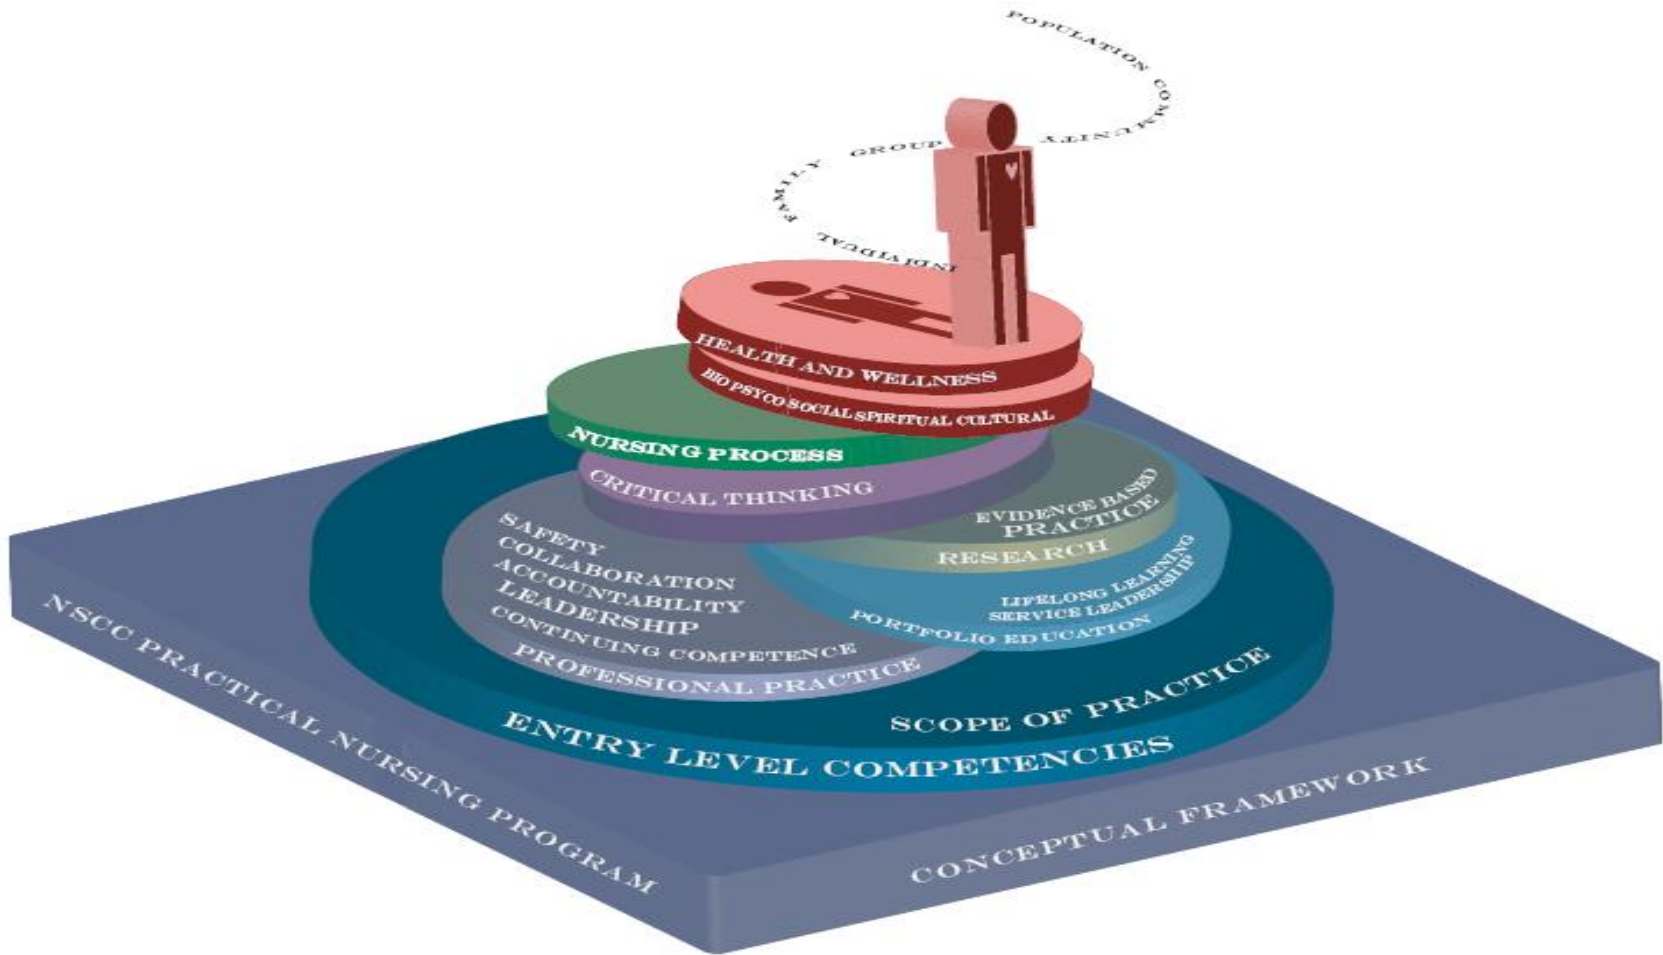 POPULATION COMMUNITY
GROUP
FAMILY
INDIVIDUAL
HEALTH AND WELLNESS
BIO PSYCO SOCIAL SPIRITUAL CULTURAL
NURSING PROCESS
CRITICAL THINKING
EVIDENCE BASED
PRACTICE
RESEARCH
LIFELONG LEARNING
SERVICE LEADERSHIP
PORTFOLIO EDUCATION
SAFETY
COLLABORATION
ACCOUNTABILITY
LEADERSHIP
CONTINUING COMPETENCE
PROFESSIONAL PRACTICE
SCOPE OF PRACTICE
ENTRY LEVEL COMPETENCIES
NSCC PRACTICAL NURSING PROGRAM
CONCEPTUAL FRAMEWORK